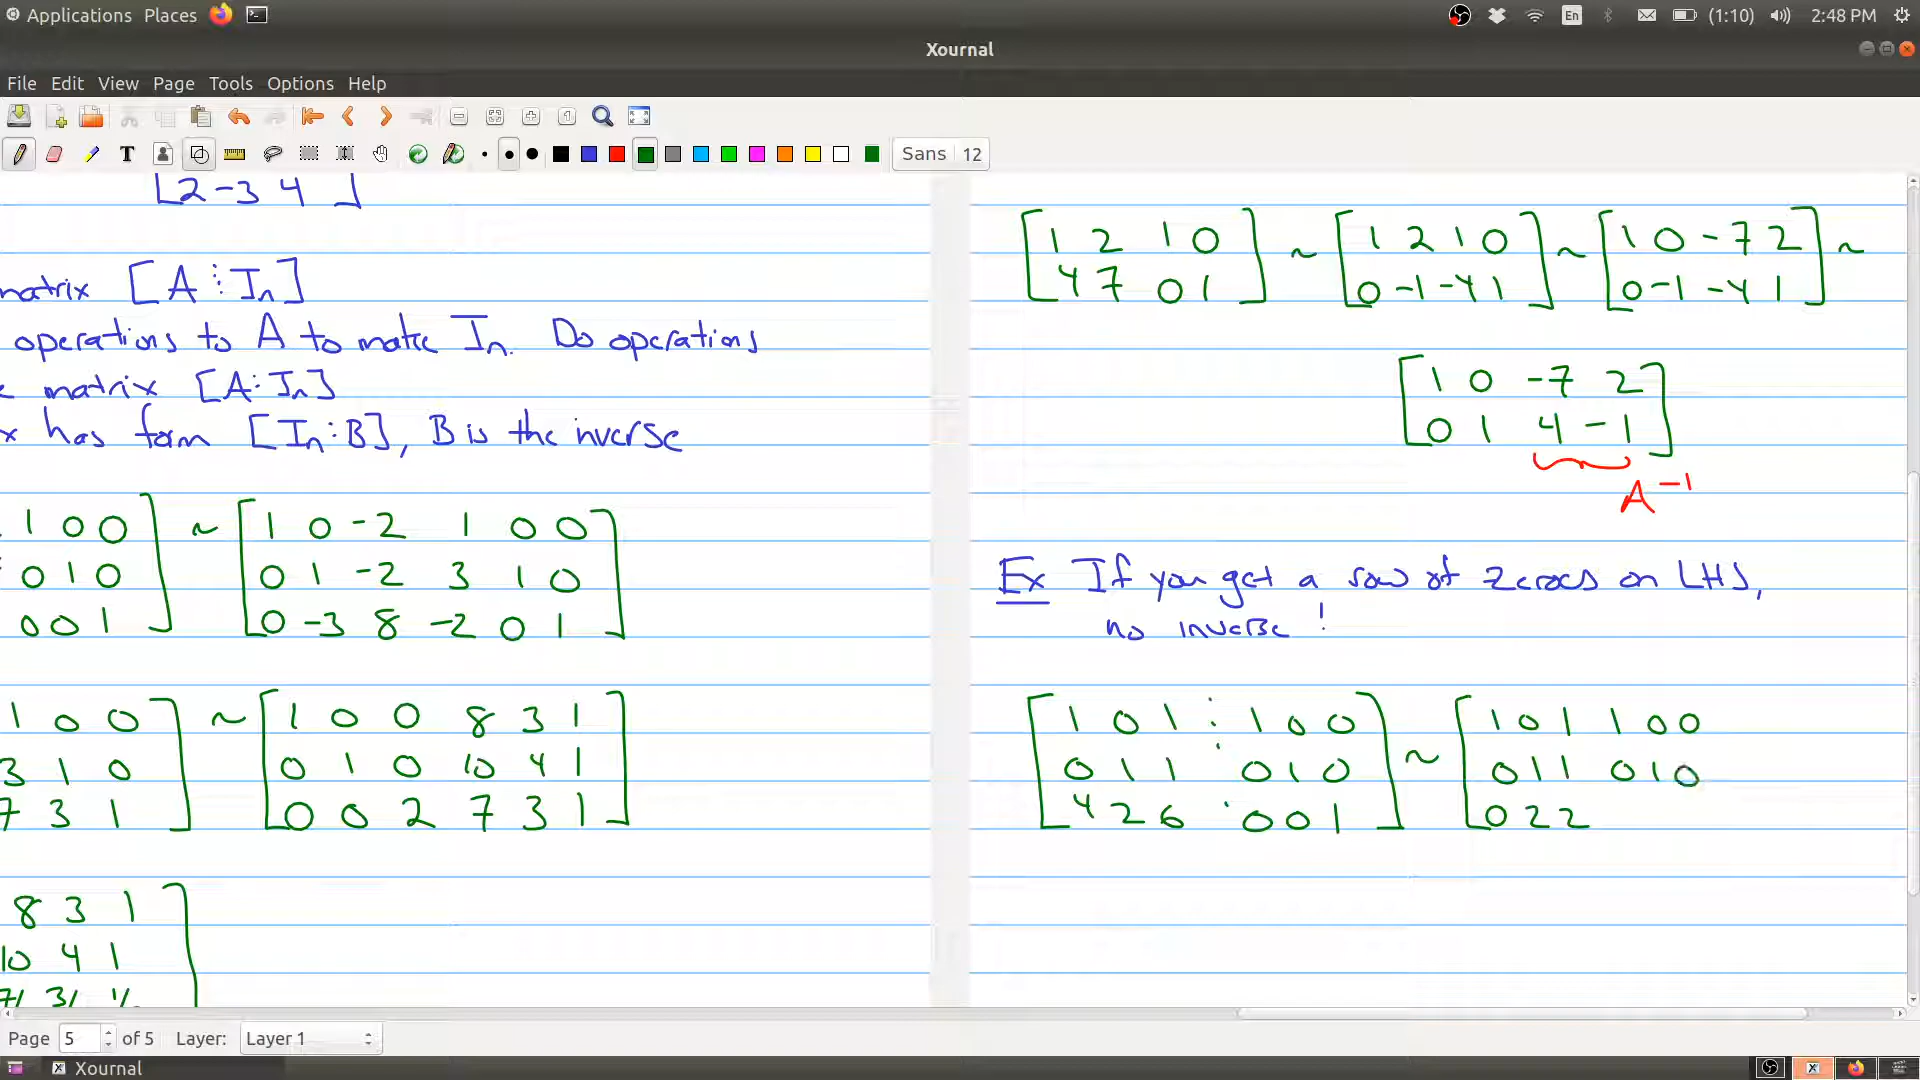 Applications Places En (1:10) 2:48 PM
Xournal
File Edit View Page Tools Options Help
T Sans 12
[2 -3 4]
matrix [A ⋮ In]
operations to A to make In. Do operations
matrix [A : In]
x has form [In : B], B is the inverse
1 0 0 ] ~ [ 1 0 -2 1 0 0
0 1 0 0 1 -2 3 1 0
0 0 1 ] [ 0 -3 8 -2 0 1 ]
1 0 0 ] ~ [ 1 0 0 8 3 1
3 1 0 0 1 0 10 4 1
7 3 1 ] [ 0 0 2 7 3 1 ]
8 3 1
10 4 1
[ 1 2 1 0 ] ~ [ 1 2 1 0 ] ~ [ 1 0 -7 2 ] ~
[ 4 7 0 1 ] [ 0 -1 -4 1 ] [ 0 -1 -4 1 ]
[ 1 0 -7 2 ]
[ 0 1 4 -1 ]
A⁻¹
Ex If you get a row of zeroes on LHS,
no inverse !
[ 1 0 1 : 1 0 0 ] ~ [ 1 0 1 1 0 0
0 1 1 0 1 0 0 1 1 0 1 0
[ 4 2 6 0 0 1 ] [ 0 2 2
Page 5 of 5 Layer: Layer 1
Xournal